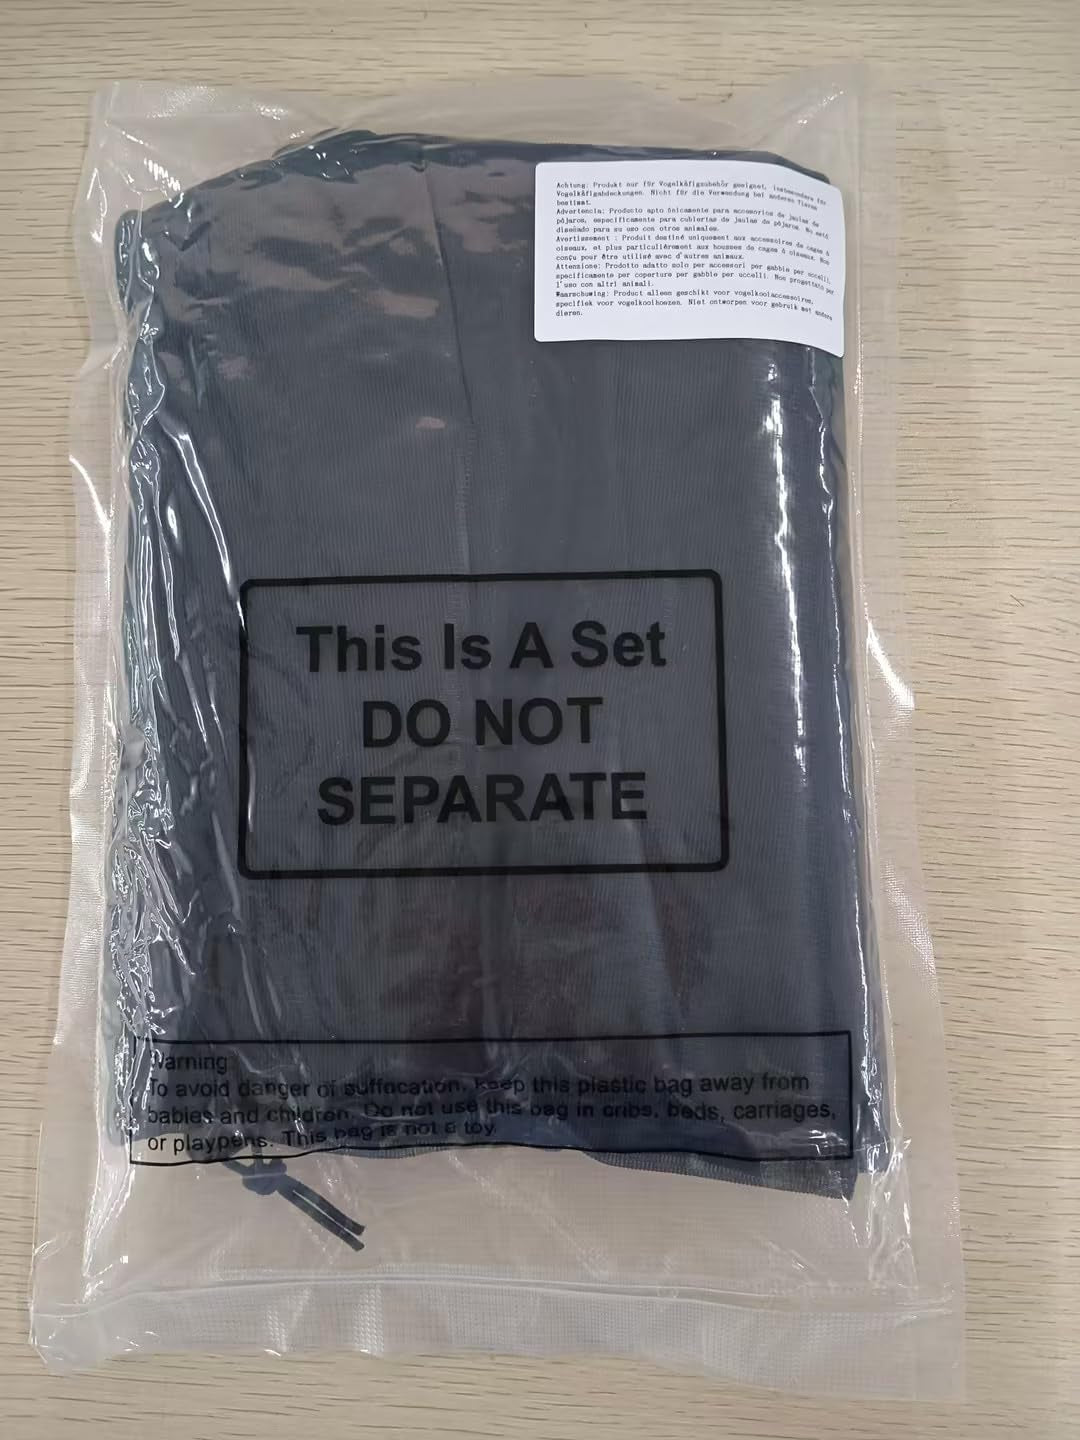 Achtung: Produkt nur für Vogelkäfigzubehör geeignet, insbesondere für
Vogelkäfigabdeckungen. Nicht für die Verwendung bei anderen Tieren
bestimmt.
Advertencia: Producto apto únicamente para accesorios de jaulas de
pájaros, específicamente para cubiertas de jaulas de pájaros. No está
diseñado para su uso con otros animales.
Avertissement : Produit destiné uniquement aux accessoires de cages à
oiseaux, et plus particulièrement aux housses de cages à oiseaux. Non
conçu pour être utilisé avec d'autres animaux.
Attenzione: Prodotto adatto solo per accessori per gabbie per uccelli,
specificamente per coperture per gabbie per uccelli. Non progettato per
l'uso con altri animali.
Waarschuwing: Product alleen geschikt voor vogelkooiaccessoires,
specifiek voor vogelkooihoezen. Niet ontworpen voor gebruik met andere
dieren.
This Is A Set
DO NOT
SEPARATE
Warning:
To avoid danger of suffocation, keep this plastic bag away from
babies and children. Do not use this bag in cribs, beds, carriages,
or playpens. This bag is not a toy.